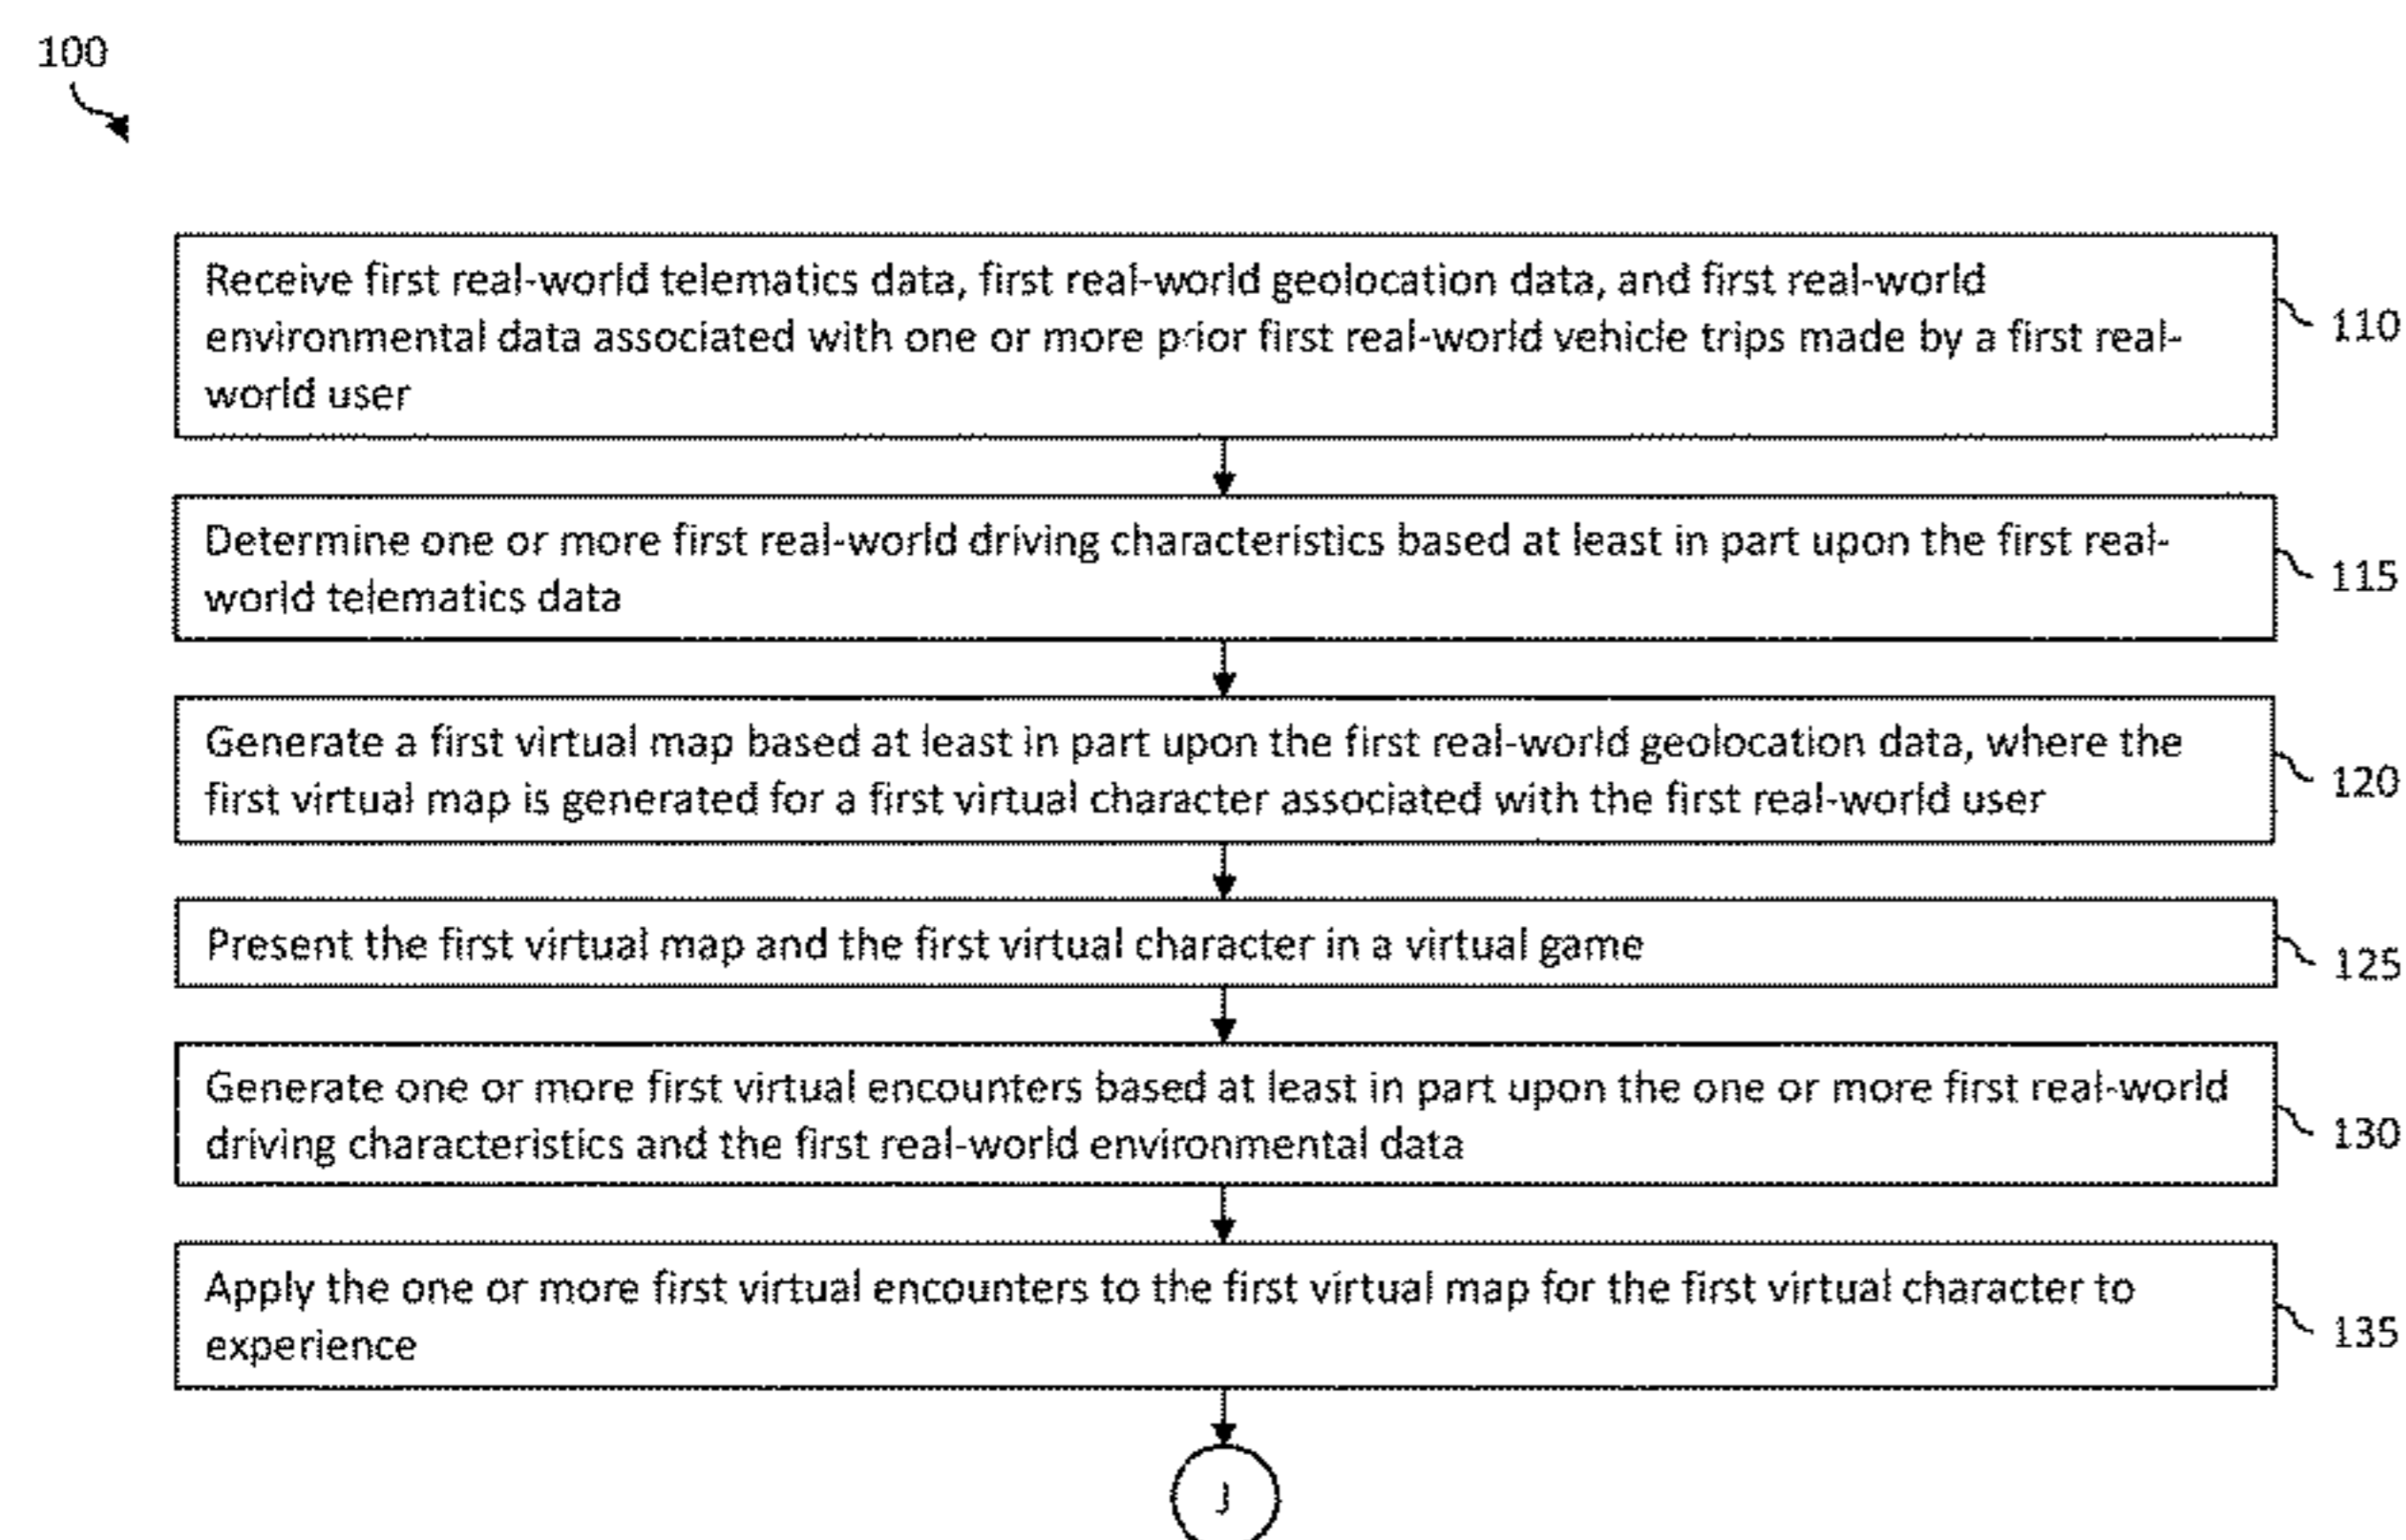 100
Receive first real-world telematics data, first real-world geolocation data, and first real-world
environmental data associated with one or more prior first real-world vehicle trips made by a first real-
world user
110
Determine one or more first real-world driving characteristics based at least in part upon the first real-
world telematics data
115
Generate a first virtual map based at least in part upon the first real-world geolocation data, where the
first virtual map is generated for a first virtual character associated with the first real-world user
120
Present the first virtual map and the first virtual character in a virtual game
125
Generate one or more first virtual encounters based at least in part upon the one or more first real-world
driving characteristics and the first real-world environmental data
130
Apply the one or more first virtual encounters to the first virtual map for the first virtual character to
experience
135
J